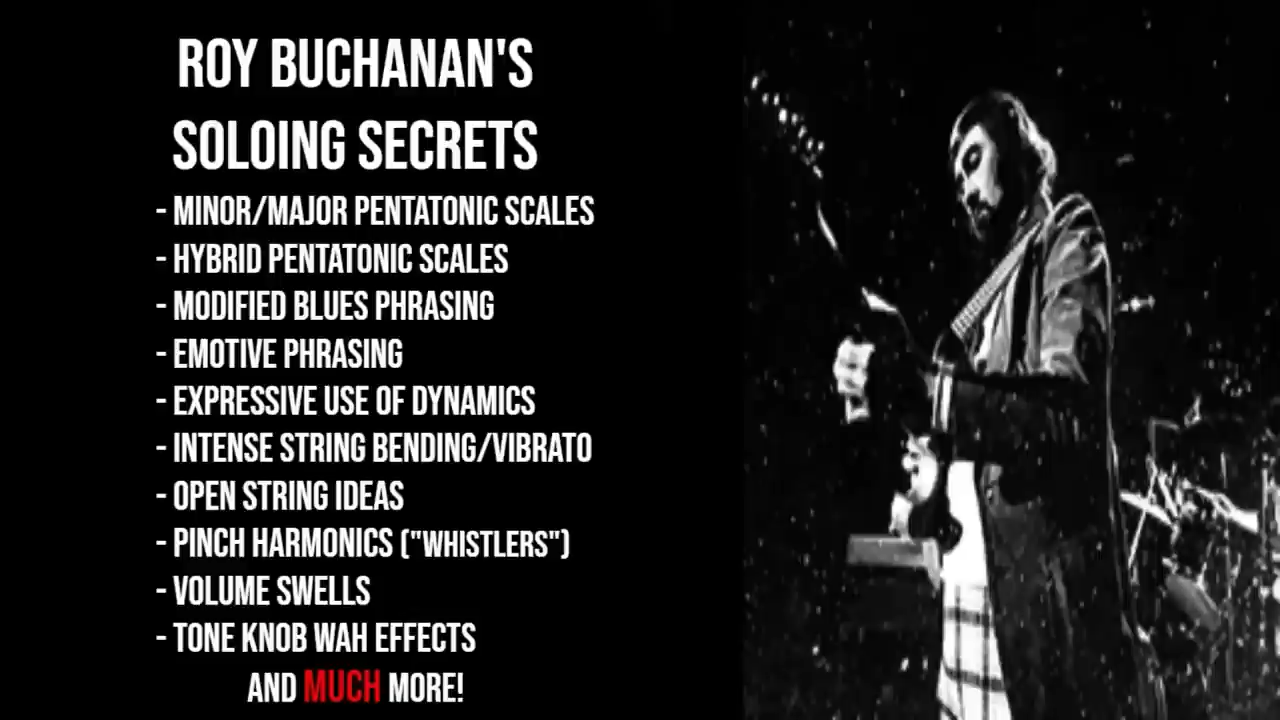 ROY BUCHANAN'S
SOLOING SECRETS
- MINOR/MAJOR PENTATONIC SCALES
- HYBRID PENTATONIC SCALES
- MODIFIED BLUES PHRASING
- EMOTIVE PHRASING
- EXPRESSIVE USE OF DYNAMICS
- INTENSE STRING BENDING/VIBRATO
- OPEN STRING IDEAS
- PINCH HARMONICS ("WHISTLERS")
- VOLUME SWELLS
- TONE KNOB WAH EFFECTS
AND MUCH MORE!